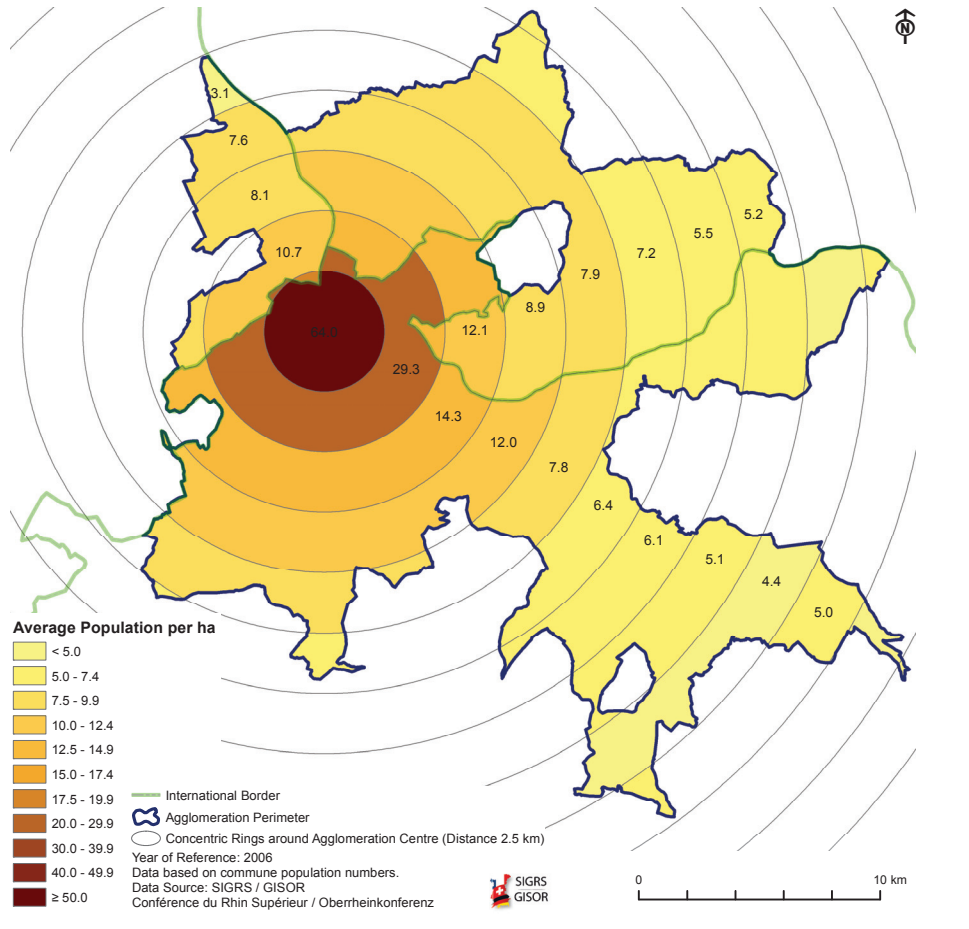 N
3.1
7.6
8.1
10.7
5.2
5.5
7.2
7.9
8.9
12.1
29.3
14.3
12.0
7.8
6.4
6.1
5.1
4.4
5.0
Average Population per ha
< 5.0
5.0 - 7.4
7.5 - 9.9
10.0 - 12.4
12.5 - 14.9
15.0 - 17.4
17.5 - 19.9
20.0 - 29.9
30.0 - 39.9
40.0 - 49.9
≥ 50.0
International Border
Agglomeration Perimeter
Concentric Rings around Agglomeration Centre (Distance 2.5 km)
Year of Reference: 2006
Data based on commune population numbers.
Data Source: SIGRS / GISOR
Conférence du Rhin Supérieur / Oberrheinkonferenz
SIGRS
GISOR
0 10 km